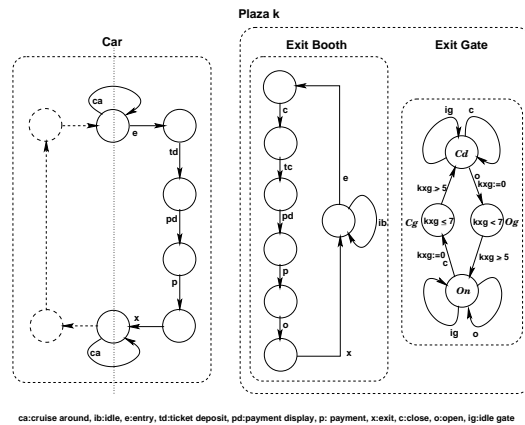 Plaza k
Car
Exit Booth
Exit Gate
ca
e
td
pd
p
x
ca
c
tc
pd
p
o
x
e
ib
ig
c
Cd
o
kxg:=0
kxg > 5
Cg
kxg ≤ 7
kxg < 7
Og
kxg:=0
c
kxg > 5
On
ig
o
ca:cruise around, ib:idle, e:entry, td:ticket deposit, pd:payment display, p: payment, x:exit, c:close, o:open, ig:idle gate